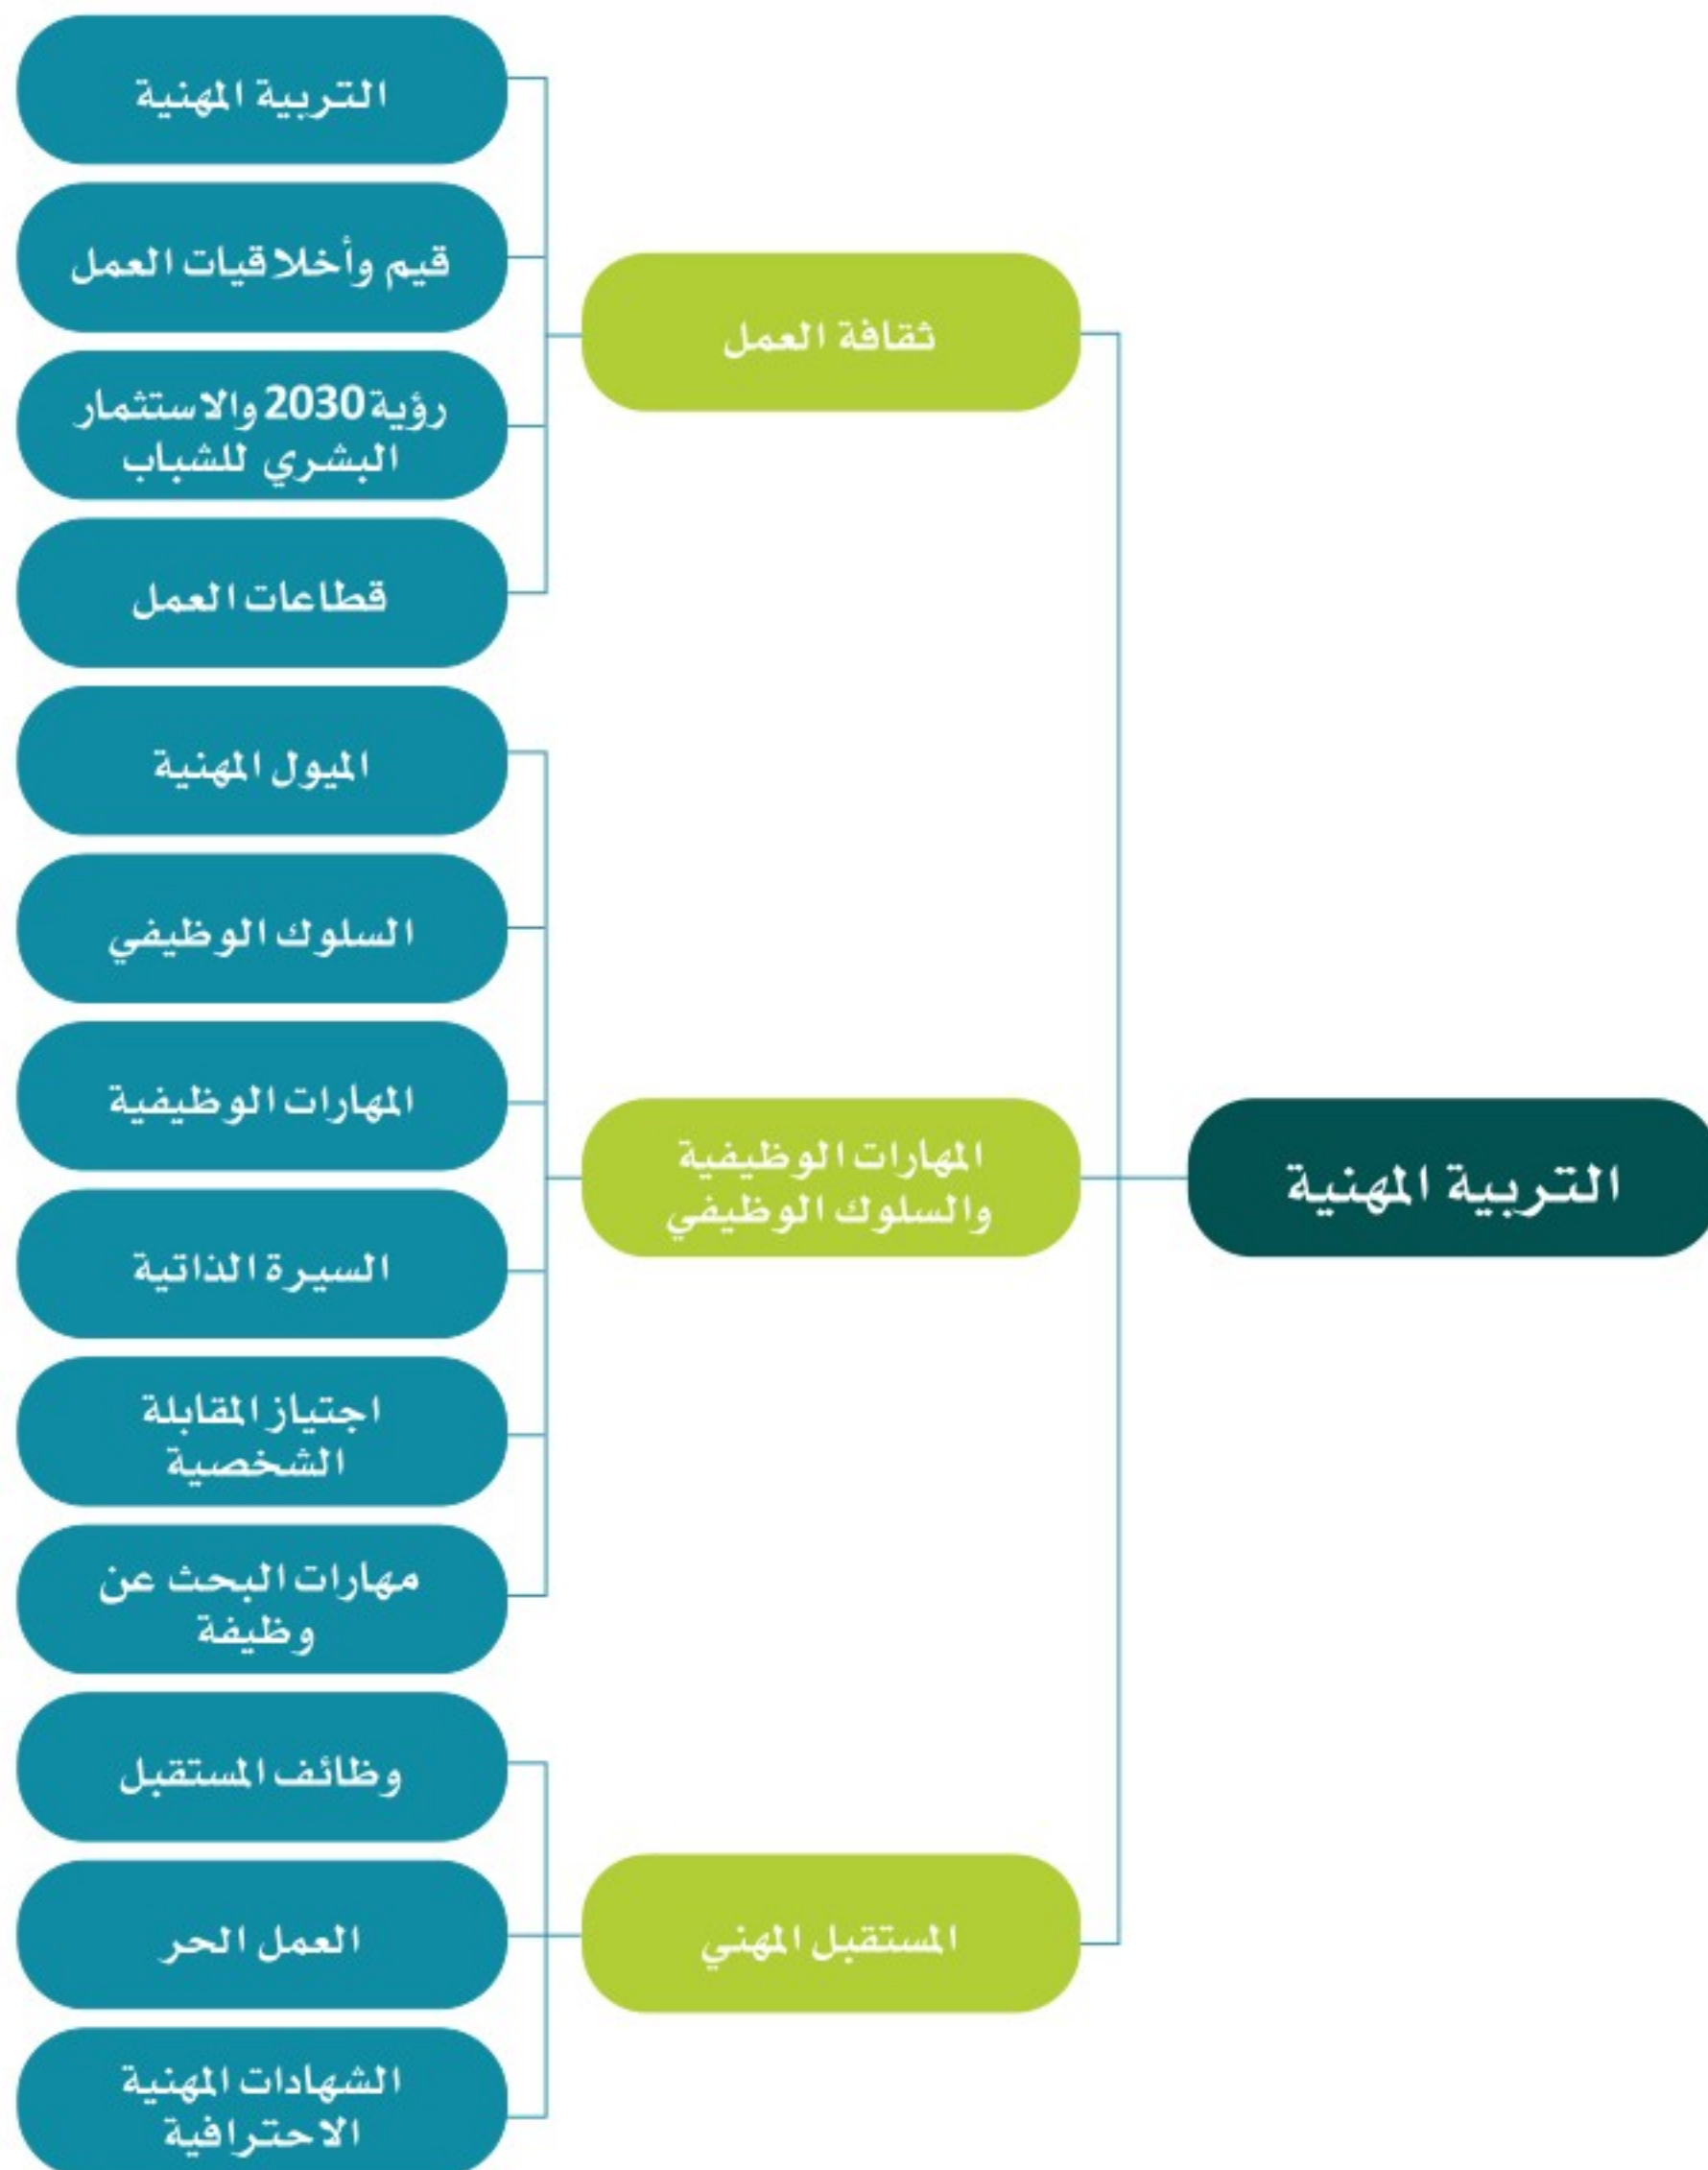 التربية المهنية
ثقافة العمل
التربية المهنية
قيم وأخلاقيات العمل
رؤية 2030 والاستثمار
البشري للشباب
قطاعات العمل
المهارات الوظيفية
والسلوك الوظيفي
الميول المهنية
السلوك الوظيفي
المهارات الوظيفية
السيرة الذاتية
اجتياز المقابلة
الشخصية
مهارات البحث عن
وظيفة
المستقبل المهني
وظائف المستقبل
العمل الحر
الشهادات المهنية
الاحترافية